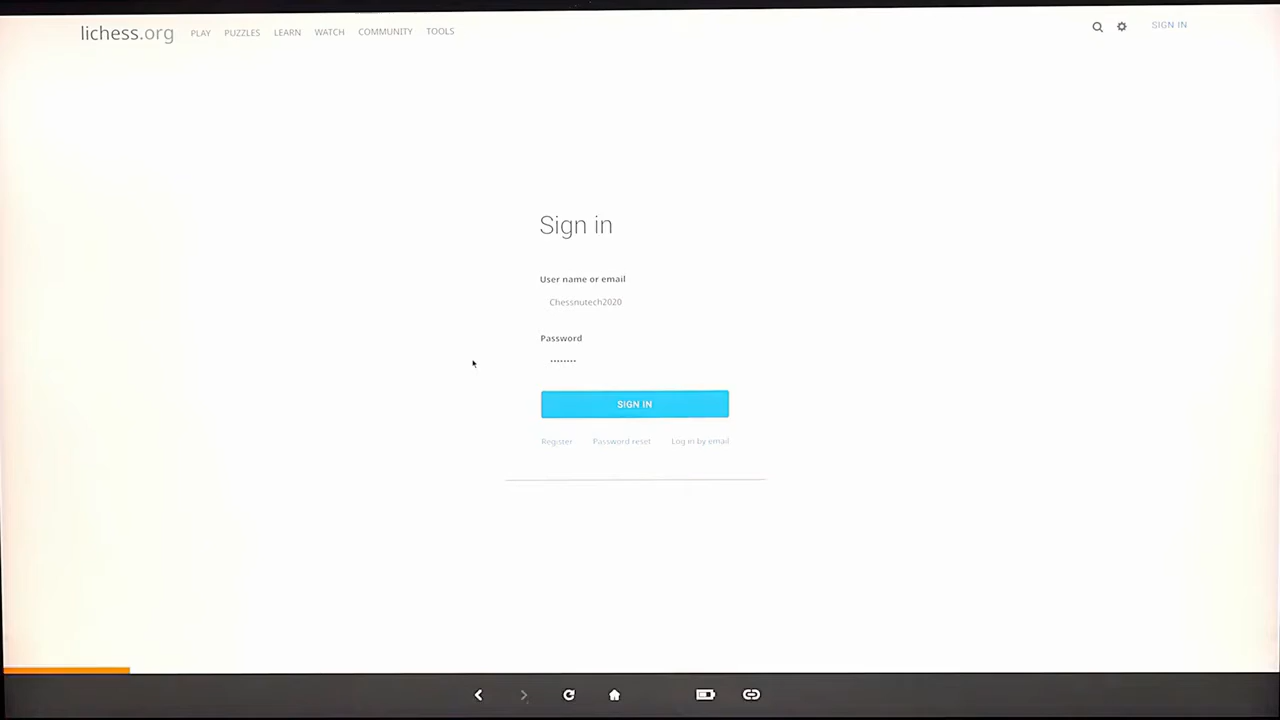 lichess.org PLAY PUZZLES LEARN WATCH COMMUNITY TOOLS SIGN IN
Sign in
User name or email
Chessnutech2020
Password
••••••••
SIGN IN
Register Password reset Log in by email